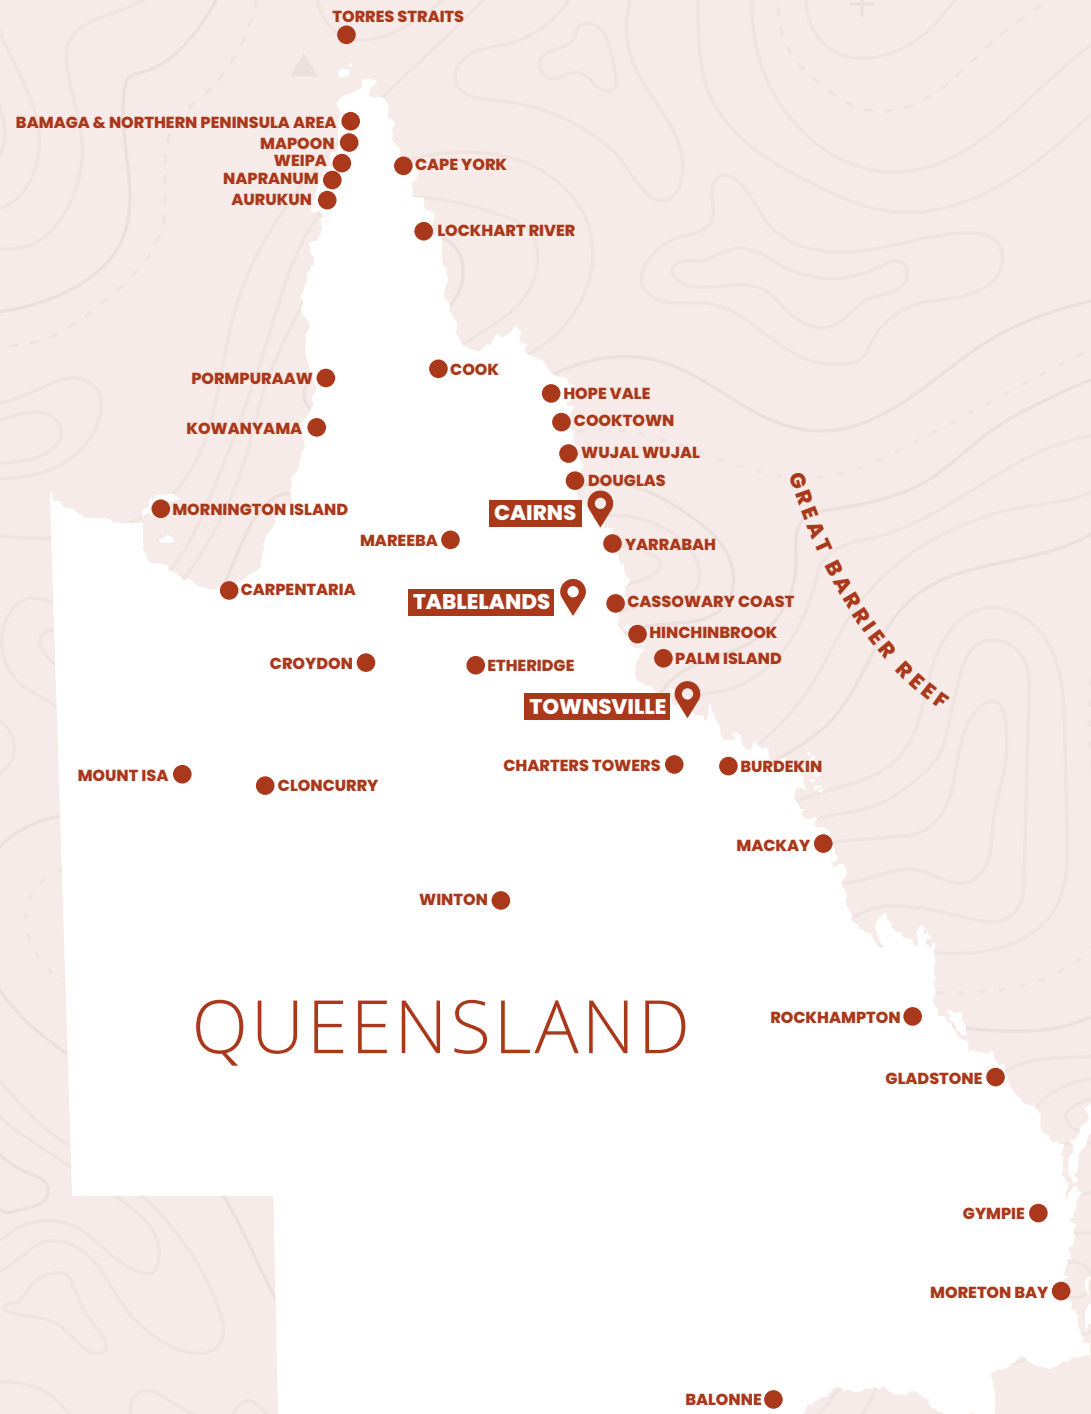 TORRES STRAITS
BAMAGA & NORTHERN PENINSULA AREA
MAPOON
WEIPA
CAPE YORK
NAPRANUM
AURUKUN
LOCKHART RIVER
COOK
PORMPURAAW
HOPE VALE
COOKTOWN
KOWANYAMA
WUJAL WUJAL
DOUGLAS
GREAT BARRIER REEF
MORNINGTON ISLAND
CAIRNS
MAREEBA
YARRABAH
CARPENTARIA
TABLELANDS
CASSOWARY COAST
HINCHINBROOK
PALM ISLAND
CROYDON
ETHERIDGE
TOWNSVILLE
CHARTERS TOWERS
BURDEKIN
MOUNT ISA
CLONCURRY
MACKAY
WINTON
QUEENSLAND
ROCKHAMPTON
GLADSTONE
GYMPIE
MORETON BAY
BALONNE